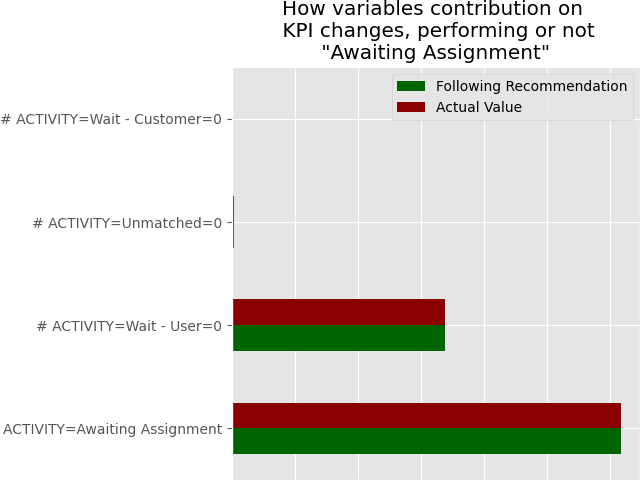 How variables contribution on
KPI changes, performing or not
"Awaiting Assignment"
Following Recommendation
Actual Value
# ACTIVITY=Wait - Customer=0
# ACTIVITY=Unmatched=0
# ACTIVITY=Wait - User=0
ACTIVITY=Awaiting Assignment